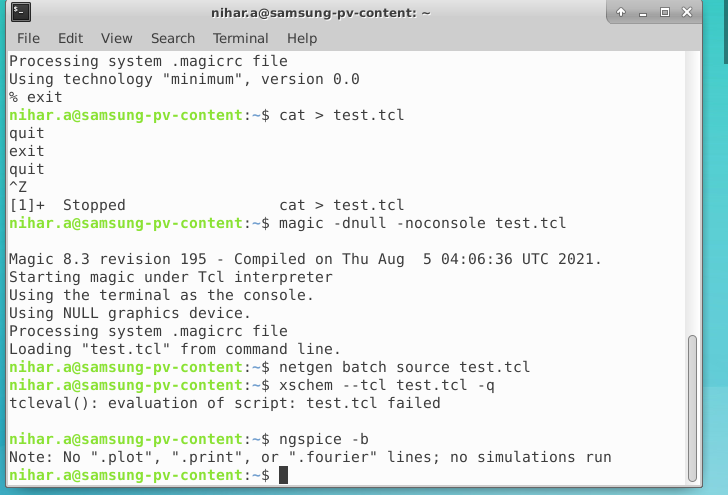 nihar.a@samsung-pv-content: ~
File Edit View Search Terminal Help
Processing system .magicrc file
Using technology "minimum", version 0.0
% exit
nihar.a@samsung-pv-content:~$ cat > test.tcl
quit
exit
quit
^Z
[1]+  Stopped                 cat > test.tcl
nihar.a@samsung-pv-content:~$ magic -dnull -noconsole test.tcl

Magic 8.3 revision 195 - Compiled on Thu Aug  5 04:06:36 UTC 2021.
Starting magic under Tcl interpreter
Using the terminal as the console.
Using NULL graphics device.
Processing system .magicrc file
Loading "test.tcl" from command line.
nihar.a@samsung-pv-content:~$ netgen batch source test.tcl
nihar.a@samsung-pv-content:~$ xschem --tcl test.tcl -q
tcleval(): evaluation of script: test.tcl failed

nihar.a@samsung-pv-content:~$ ngspice -b
Note: No ".plot", ".print", or ".fourier" lines; no simulations run
nihar.a@samsung-pv-content:~$